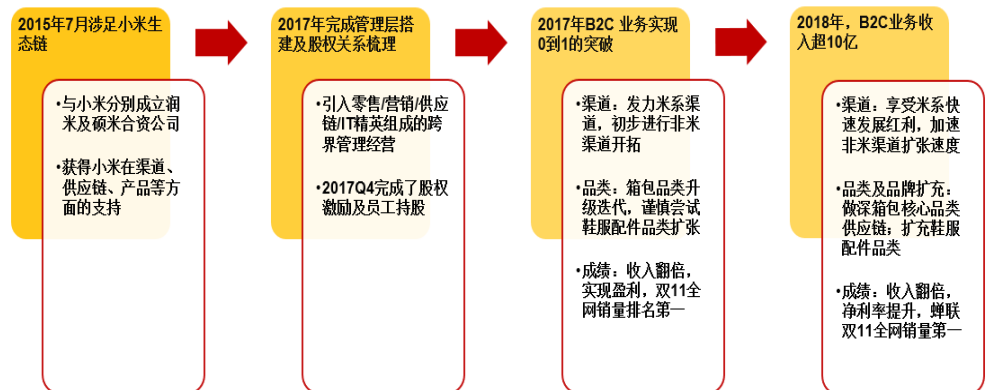 2015年7月涉足小米生
态链
•与小米分别成立润
米及硕米合资公司
•获得小米在渠道、
供应链、产品等方
面的支持
2017年完成管理层搭
建及股权关系梳理
•引入零售/营销/供应
链/IT精英组成的跨
界管理经营
•2017Q4完成了股权
激励及员工持股
2017年B2C 业务实现
0到1的突破
•渠道：发力米系渠
道，初步进行非米
渠道开拓
•品类：箱包品类升
级迭代，谨慎尝试
鞋服配件品类扩张
•成绩：收入翻倍，
实现盈利，双11全
网销量排名第一
2018年，B2C业务收
入超10亿
•渠道：享受米系快
速发展红利，加速
非米渠道扩张速度
•品类及品牌扩充：
做深箱包核心品类
供应链；扩充鞋服
配件品类
•成绩：收入翻倍，
净利率提升，蝉联
双11全网销量第一